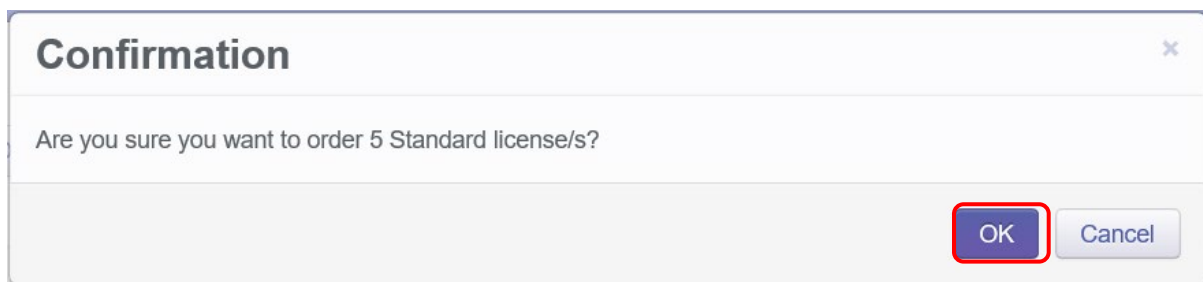 Confirmation
×
Are you sure you want to order 5 Standard license/s?
OK
Cancel